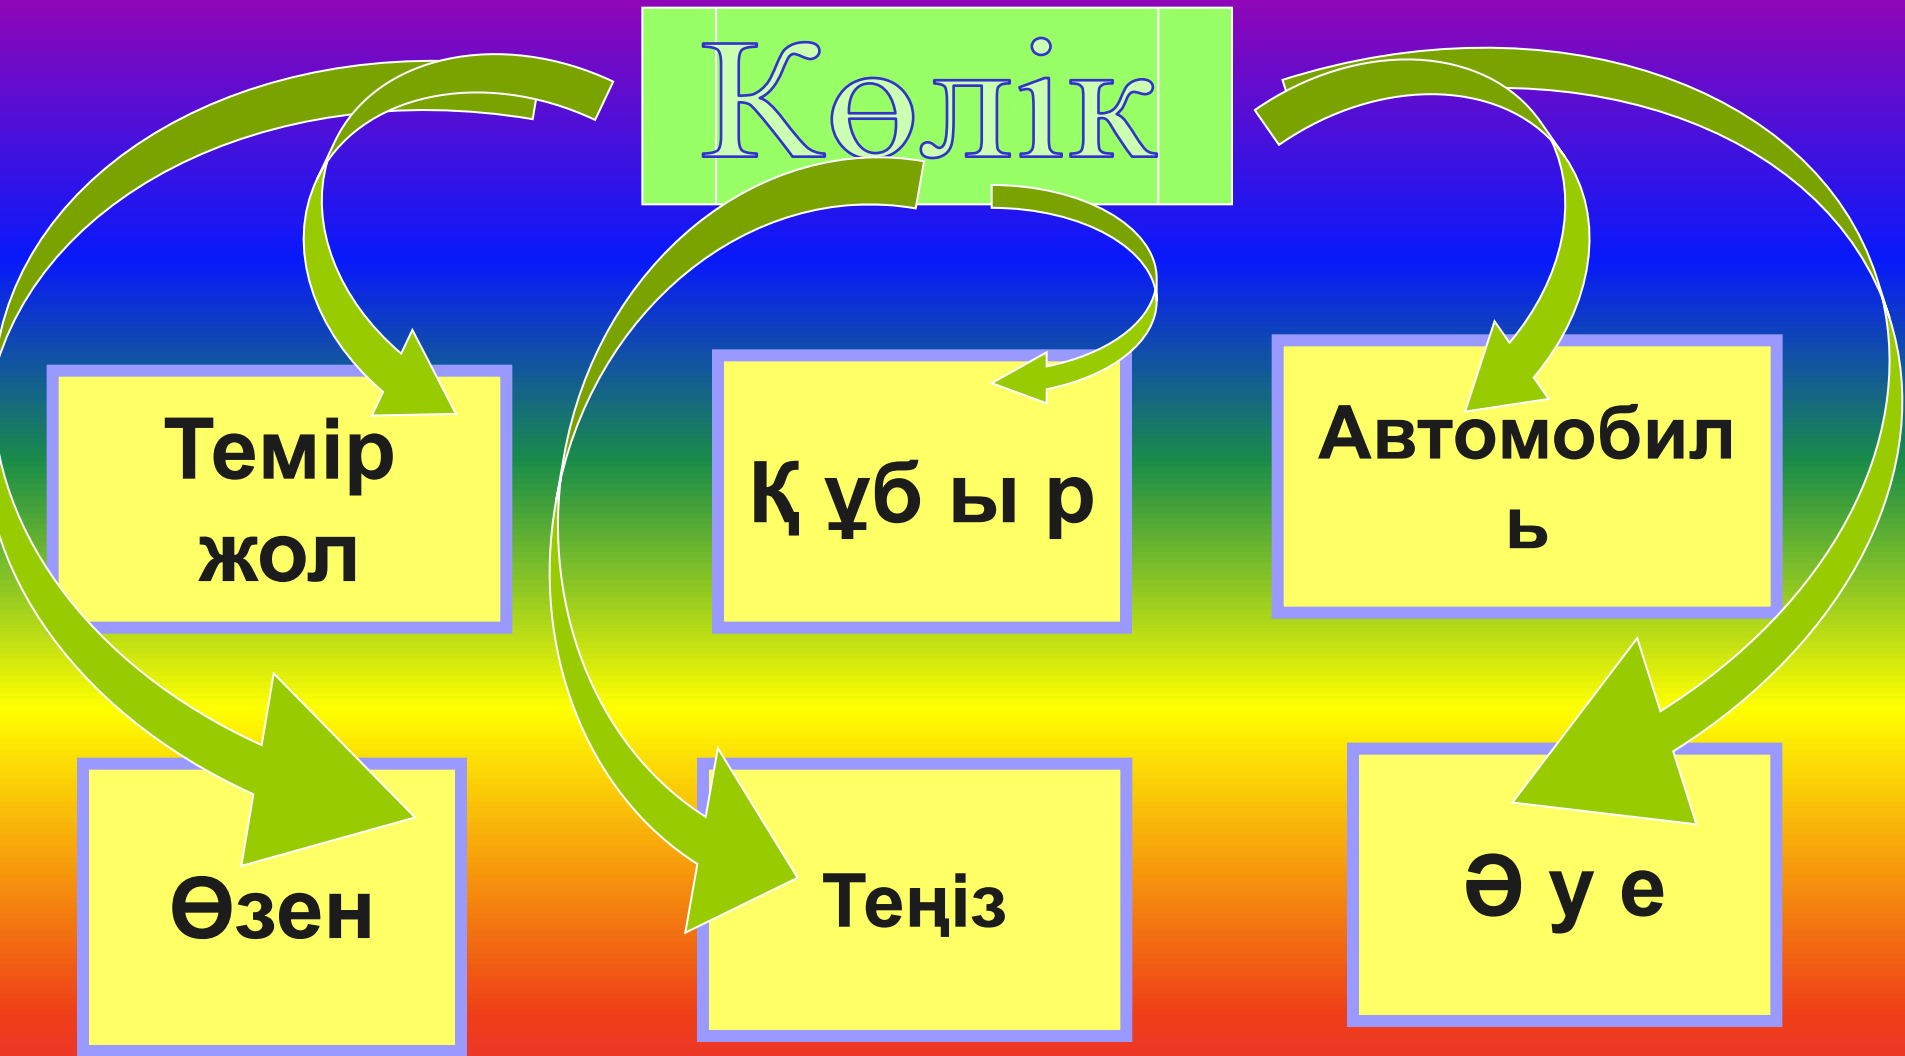 Көлік
Темір
жол
Қ ұб ы р
Автомобил
ь
Өзен
Теңіз
Ә у е